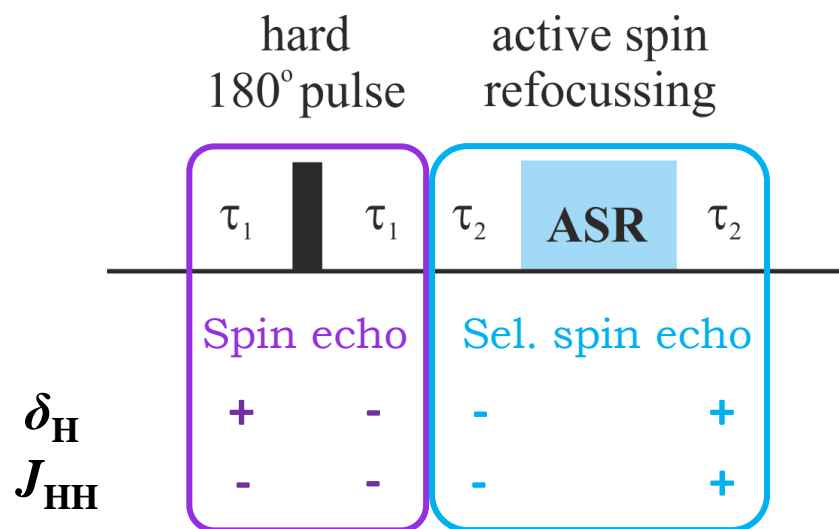 hard
180° pulse
active spin
refocussing
τ₁ τ₁ τ₂ ASR τ₂
Spin echo Sel. spin echo
δH + - - +
JHH - - - +